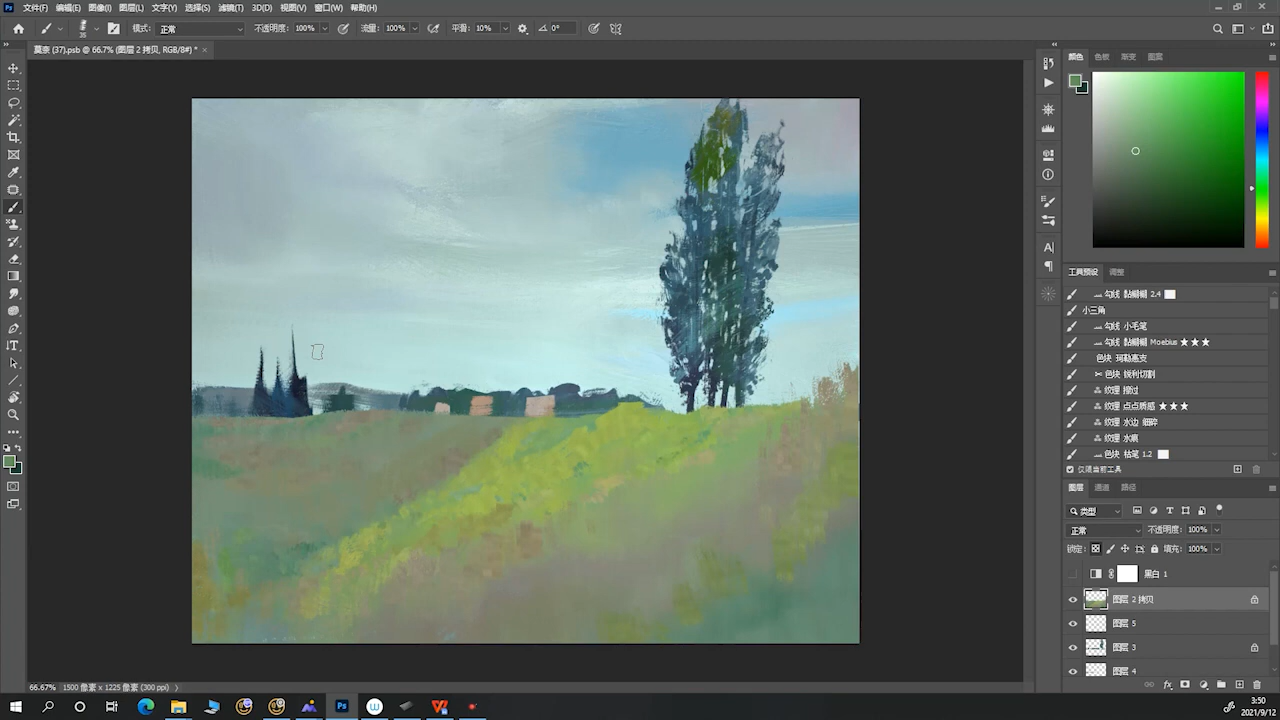 Ps 文件(F) 编辑(E) 图像(I) 图层(L) 文字(Y) 选择(S) 滤镜(T) 3D(D) 视图(V) 窗口(W) 帮助(H)
模式: 正常 不透明度: 100% 流量: 100% 平滑: 10% 0°
莫奈 (37).psb @ 66.7% (图层 2 拷贝, RGB/8#) * ×
颜色 色板 渐变 图案
工具预设 调整
勾线 黏糊糊 2.4
小三角
勾线 小毛笔
勾线 黏糊糊 Moebius ★★★
色块 珂勒惠支
色块 锐利切割
纹理 擦过
纹理 点点质感 ★★★
纹理 水边 细碎
纹理 水痕
色块 枯笔 1.2
仅限当前工具
图层 通道 路径
类型
正常 不透明度: 100%
锁定: 填充: 100%
黑白 1
图层 2 拷贝
图层 5
图层 3
图层 4
66.67% 1500 像素 x 1225 像素 (300 ppi)
3:50
2021/9/12